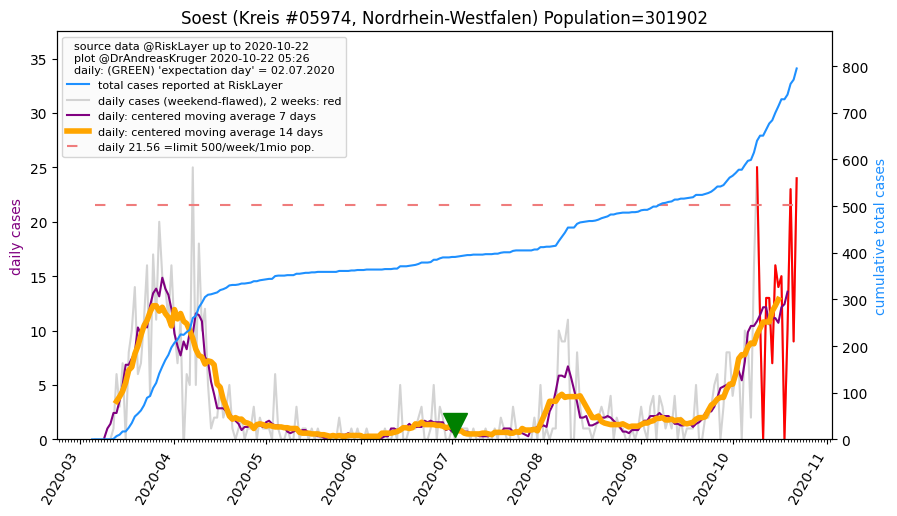 Soest (Kreis #05974, Nordrhein-Westfalen) Population=301902
source data @RiskLayer up to 2020-10-22
plot @DrAndreasKruger 2020-10-22 05:26
daily: (GREEN) 'expectation day' = 02.07.2020
total cases reported at RiskLayer
daily cases (weekend-flawed), 2 weeks: red
daily: centered moving average 7 days
daily: centered moving average 14 days
daily 21.56 =limit 500/week/1mio pop.
daily cases
35
30
25
20
15
10
5
0
cumulative total cases
800
700
600
500
400
300
200
100
0
2020-03
2020-04
2020-05
2020-06
2020-07
2020-08
2020-09
2020-10
2020-11